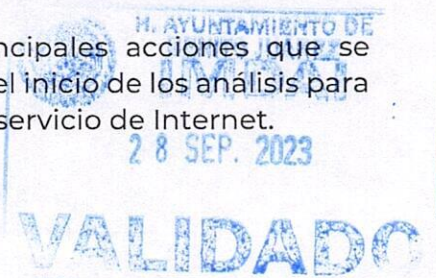 H. AYUNTAMIENTO DE
ncipales acciones que se
el inicio de los análisis para
servicio de Internet.
28 SEP. 2023
VALIDADO